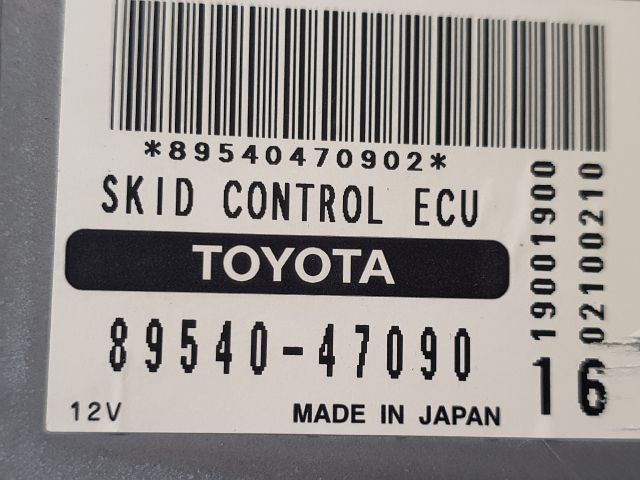 *89540470902*
SKID CONTROL ECU
TOYOTA
89540-47090
12V
MADE IN JAPAN
19001900
02100210
16